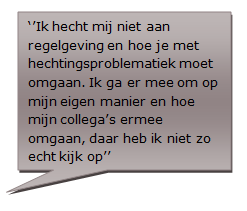 ‘’Ik hecht mij niet aan
regelgeving en hoe je met
hechtingsproblematiek moet
omgaan. Ik ga er mee om op
mijn eigen manier en hoe
mijn collega’s ermee
omgaan, daar heb ik niet zo
echt kijk op’’